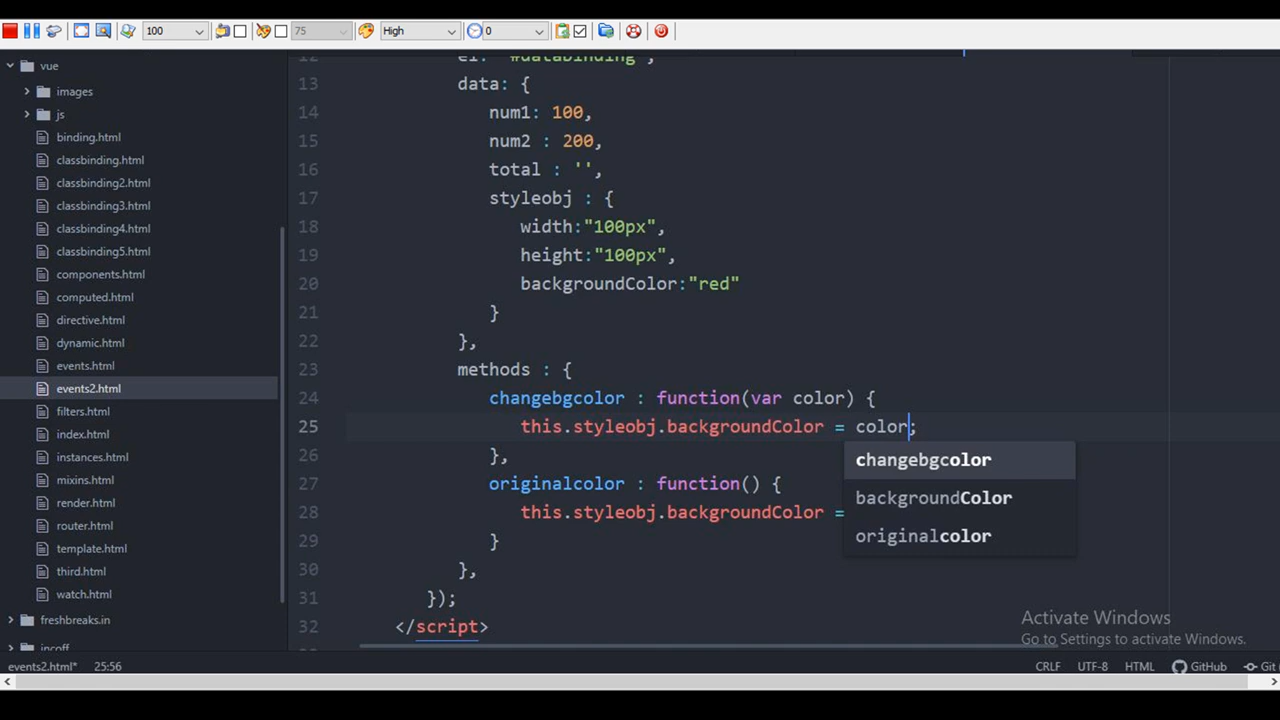 100
75
High
0
vue
images
js
binding.html
classbinding.html
classbinding2.html
classbinding3.html
classbinding4.html
classbinding5.html
components.html
computed.html
directive.html
dynamic.html
events.html
events2.html
filters.html
index.html
instances.html
mixins.html
render.html
router.html
template.html
third.html
watch.html
freshbreaks.in
incoff
12 el: "#databinding",
13 data: {
14 num1: 100,
15 num2 : 200,
16 total : '',
17 styleobj : {
18 width:"100px",
19 height:"100px",
20 backgroundColor:"red"
21 }
22 },
23 methods : {
24 changebgcolor : function(var color) {
25 this.styleobj.backgroundColor = color;
26 },
27 originalcolor : function() {
28 this.styleobj.backgroundColor =
29 }
30 },
31 });
32 </script>
changebgcolor
backgroundColor
originalcolor
Activate Windows
Go to Settings to activate Windows.
events2.html* 25:56 CRLF UTF-8 HTML GitHub Git